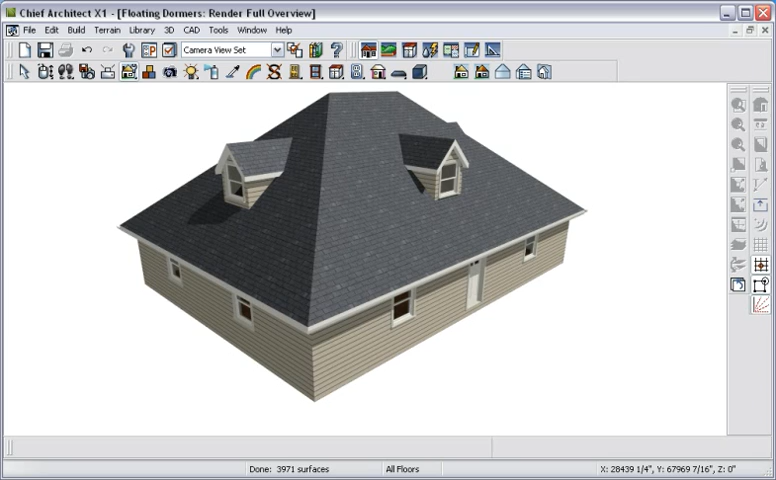 Chief Architect X1 - [Floating Dormers: Render Full Overview]
File Edit Build Terrain Library 3D CAD Tools Window Help
Camera View Set
Done: 3971 surfaces All Floors X: 28439 1/4", Y: 67969 7/16", Z: 0"